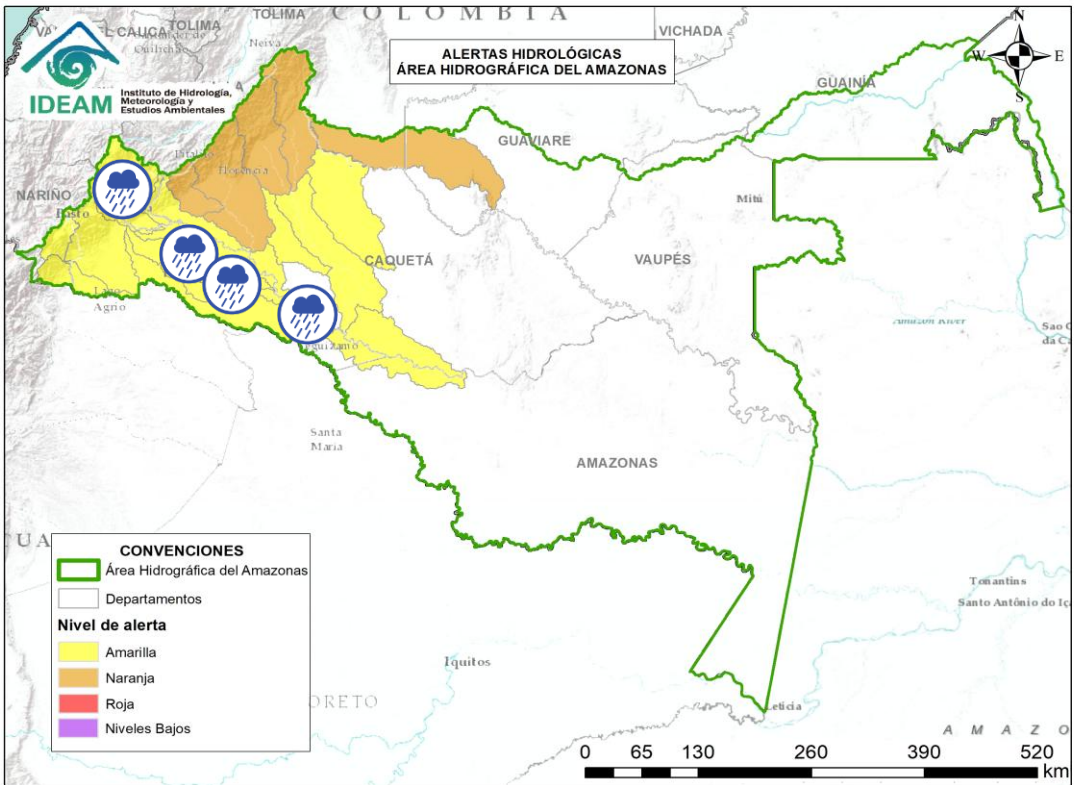 COLOMBIA
TOLIMA
TOLIMA
Neiva
VICHADA
ALERTAS HIDROLÓGICAS
ÁREA HIDROGRÁFICA DEL AMAZONAS
N
W
E
S
IDEAM
Instituto de Hidrología,
Meteorología y
Estudios Ambientales
GUAINÍA
GUAVIARE
Florencia
NARIÑO
Mitú
CAQUETÁ
VAUPÉS
Lago
Agrio
Amazon River
Santa
Maria
AMAZONAS
CONVENCIONES
Área Hidrográfica del Amazonas
Departamentos
Nivel de alerta
Amarilla
Naranja
Roja
Niveles Bajos
Tonantins
Santo Antônio do Iça
Iquitos
ORETO
Leticia
AMAZO
0 65 130 260 390 520
km